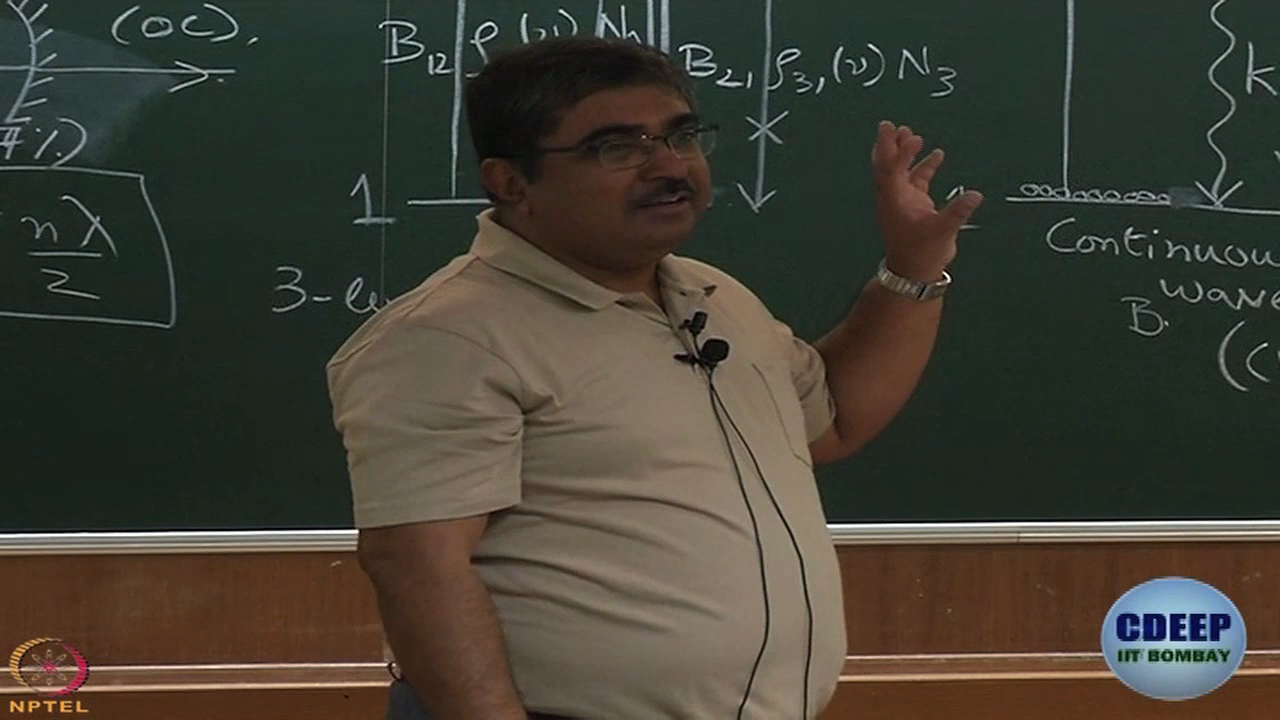 (OC).
B₁₂ ρ (ν) N₁
B₂₁ ρ₃₁(ν) N₃
k
%)
1
nλ/2
3-le
Continuou
wave
B.
(C
CDEEP
IIT BOMBAY
NPTEL